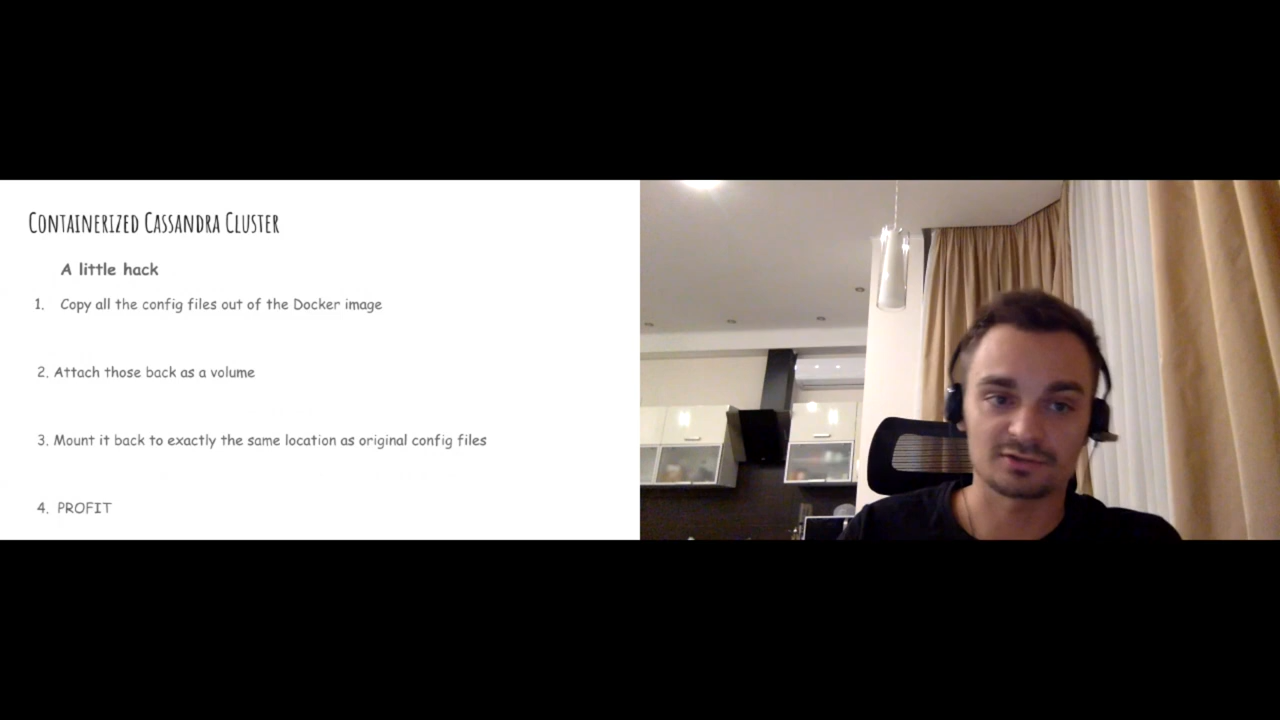 Containerized Cassandra Cluster
A little hack
1. Copy all the config files out of the Docker image
2. Attach those back as a volume
3. Mount it back to exactly the same location as original config files
4. PROFIT